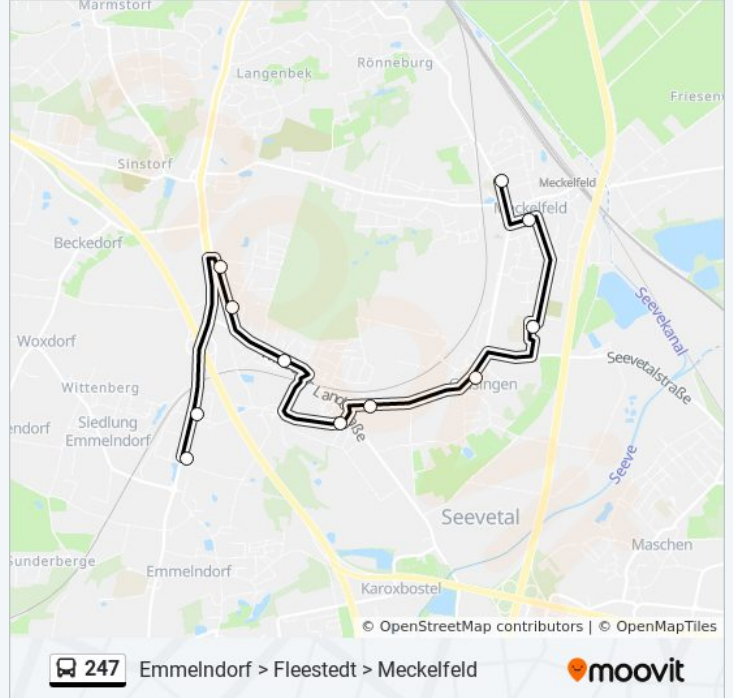 Marmstorf
Rönneburg
Langenbek
Friesen
Sinstorf
Meckelfeld
Meckelfeld
Beckedorf
Seevekanal
Woxdorf
Seevetalstraße
Wittenberg
endorf
Siedlung
Emmelndorf
Seeve
Seevetal
Maschen
Sunderberge
Emmelndorf
Karoxbostel
© OpenStreetMap contributors | © OpenMapTiles
247 Emmelndorf > Fleestedt > Meckelfeld
moovit